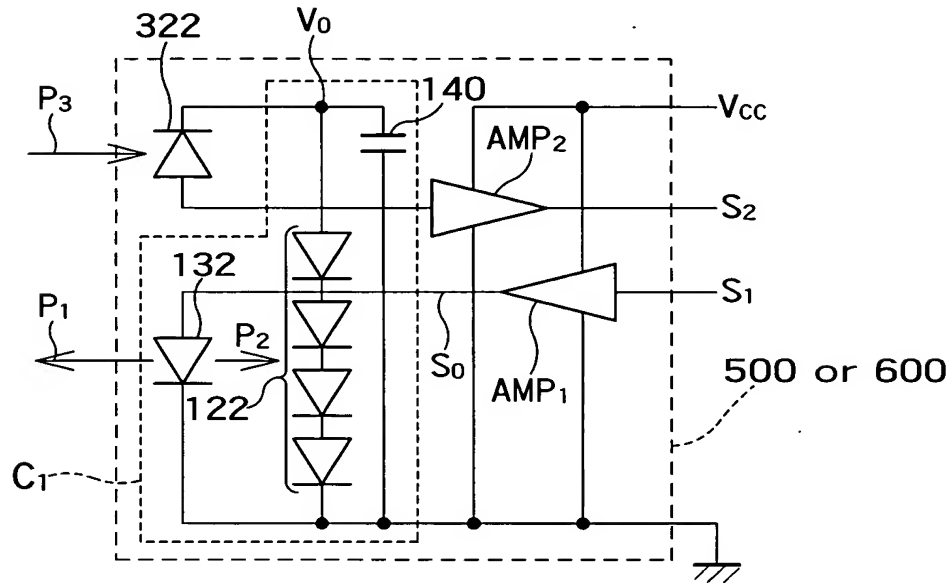 322
V₀
P₃
140
VCC
AMP₂
S₂
132
S₁
P₁
P₂
S₀
AMP₁
122
500 or 600
C₁